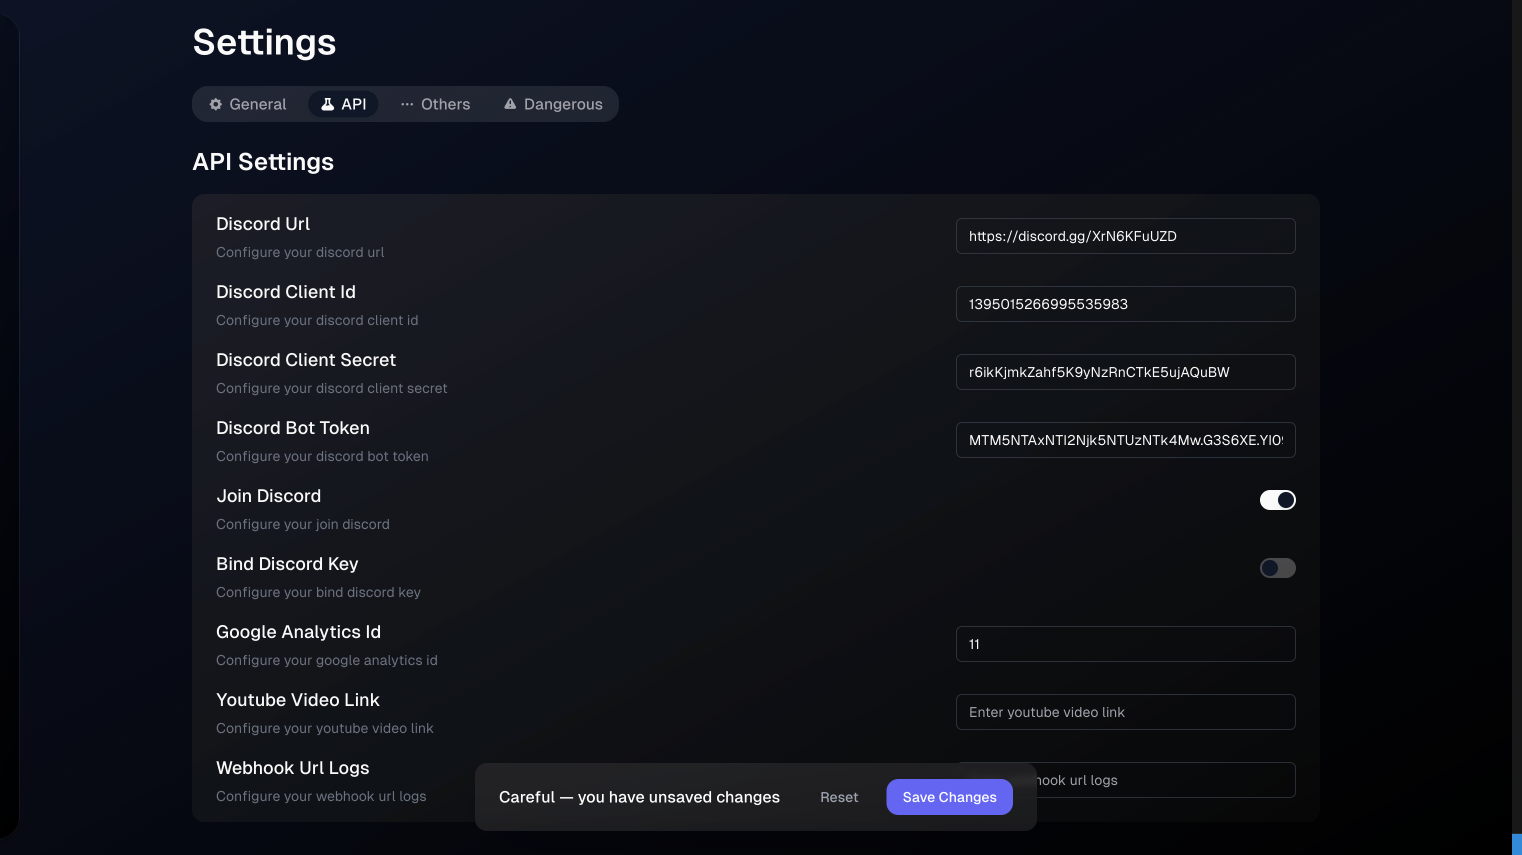 Settings
General
API
Others
Dangerous
API Settings
Discord Url
Configure your discord url
https://discord.gg/XrN6KFuUZD
Discord Client Id
Configure your discord client id
1395015266995535983
Discord Client Secret
Configure your discord client secret
r6ikKjmkZahf5K9yNzRnCTkE5ujAQuBW
Discord Bot Token
Configure your discord bot token
MTM5NTAxNTI2Njk5NTUzNTk4Mw.G3S6XE.YI0
Join Discord
Configure your join discord
Bind Discord Key
Configure your bind discord key
Google Analytics Id
Configure your google analytics id
11
Youtube Video Link
Configure your youtube video link
Enter youtube video link
Webhook Url Logs
Configure your webhook url logs
url logs
Careful — you have unsaved changes
Reset
Save Changes